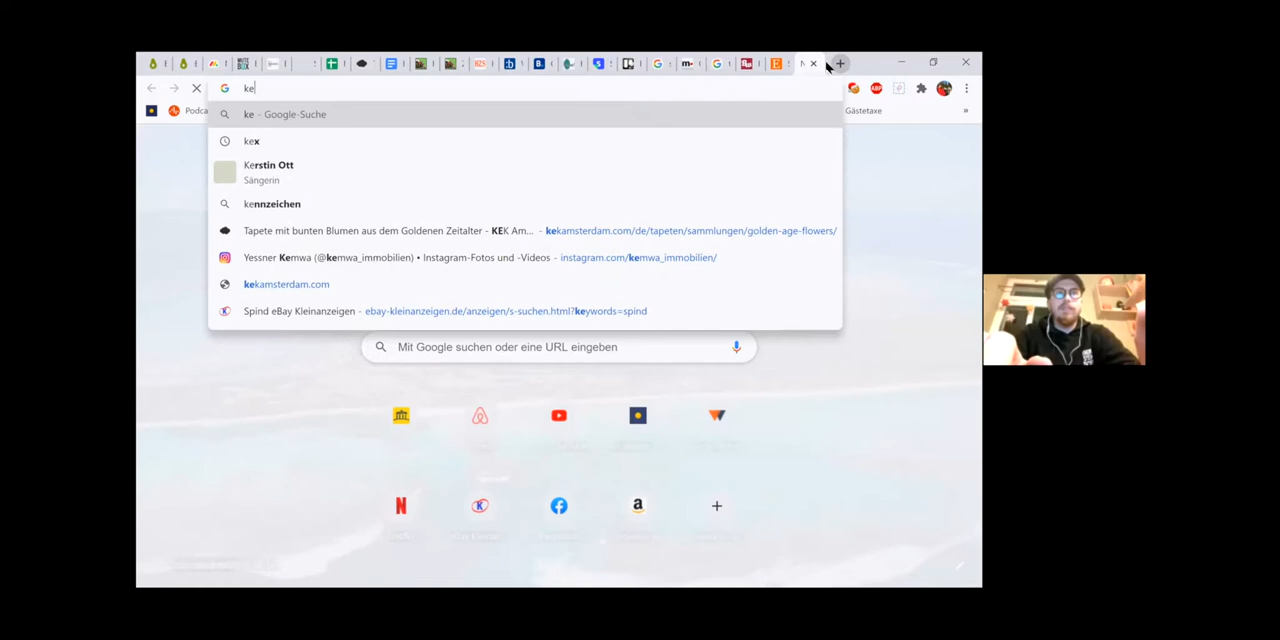 ke
Podca
Gästetaxe
»
ke - Google-Suche
kex
Kerstin Ott
Sängerin
kennzeichen
Tapete mit bunten Blumen aus dem Goldenen Zeitalter - KEK Am... - kekamsterdam.com/de/tapeten/sammlungen/golden-age-flowers/
Yessner Kemwa (@kemwa_immobilien) • Instagram-Fotos und -Videos - instagram.com/kemwa_immobilien/
kekamsterdam.com
Spind eBay Kleinanzeigen - ebay-kleinanzeigen.de/anzeigen/s-suchen.html?keywords=spind
Mit Google suchen oder eine URL eingeben